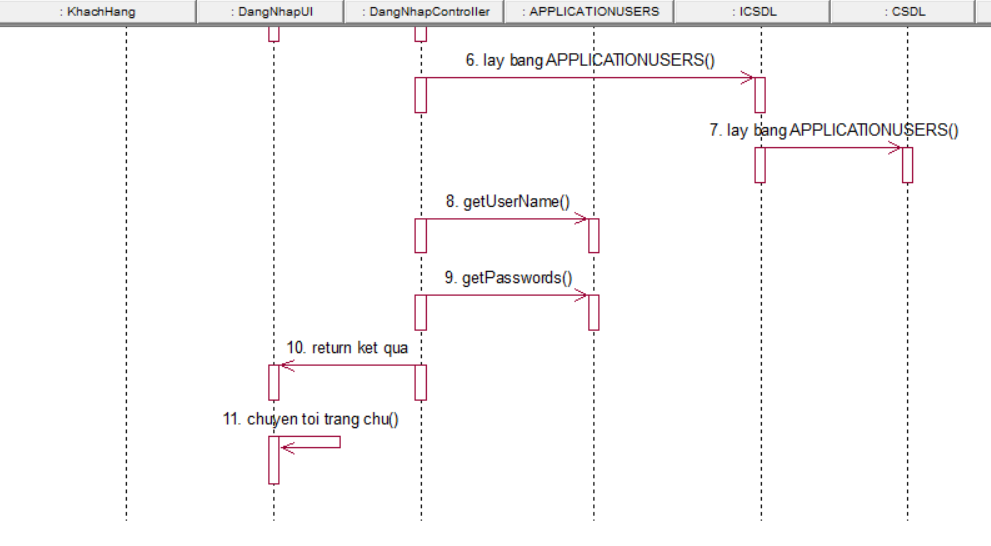 : KhachHang
: DangNhapUI
: DangNhapController
: APPLICATIONUSERS
: ICSDL
: CSDL
6. lay bang APPLICATIONUSERS()
7. lay bang APPLICATIONUSERS()
8. getUserName()
9. getPasswords()
10. return ket qua
11. chuyen toi trang chu()